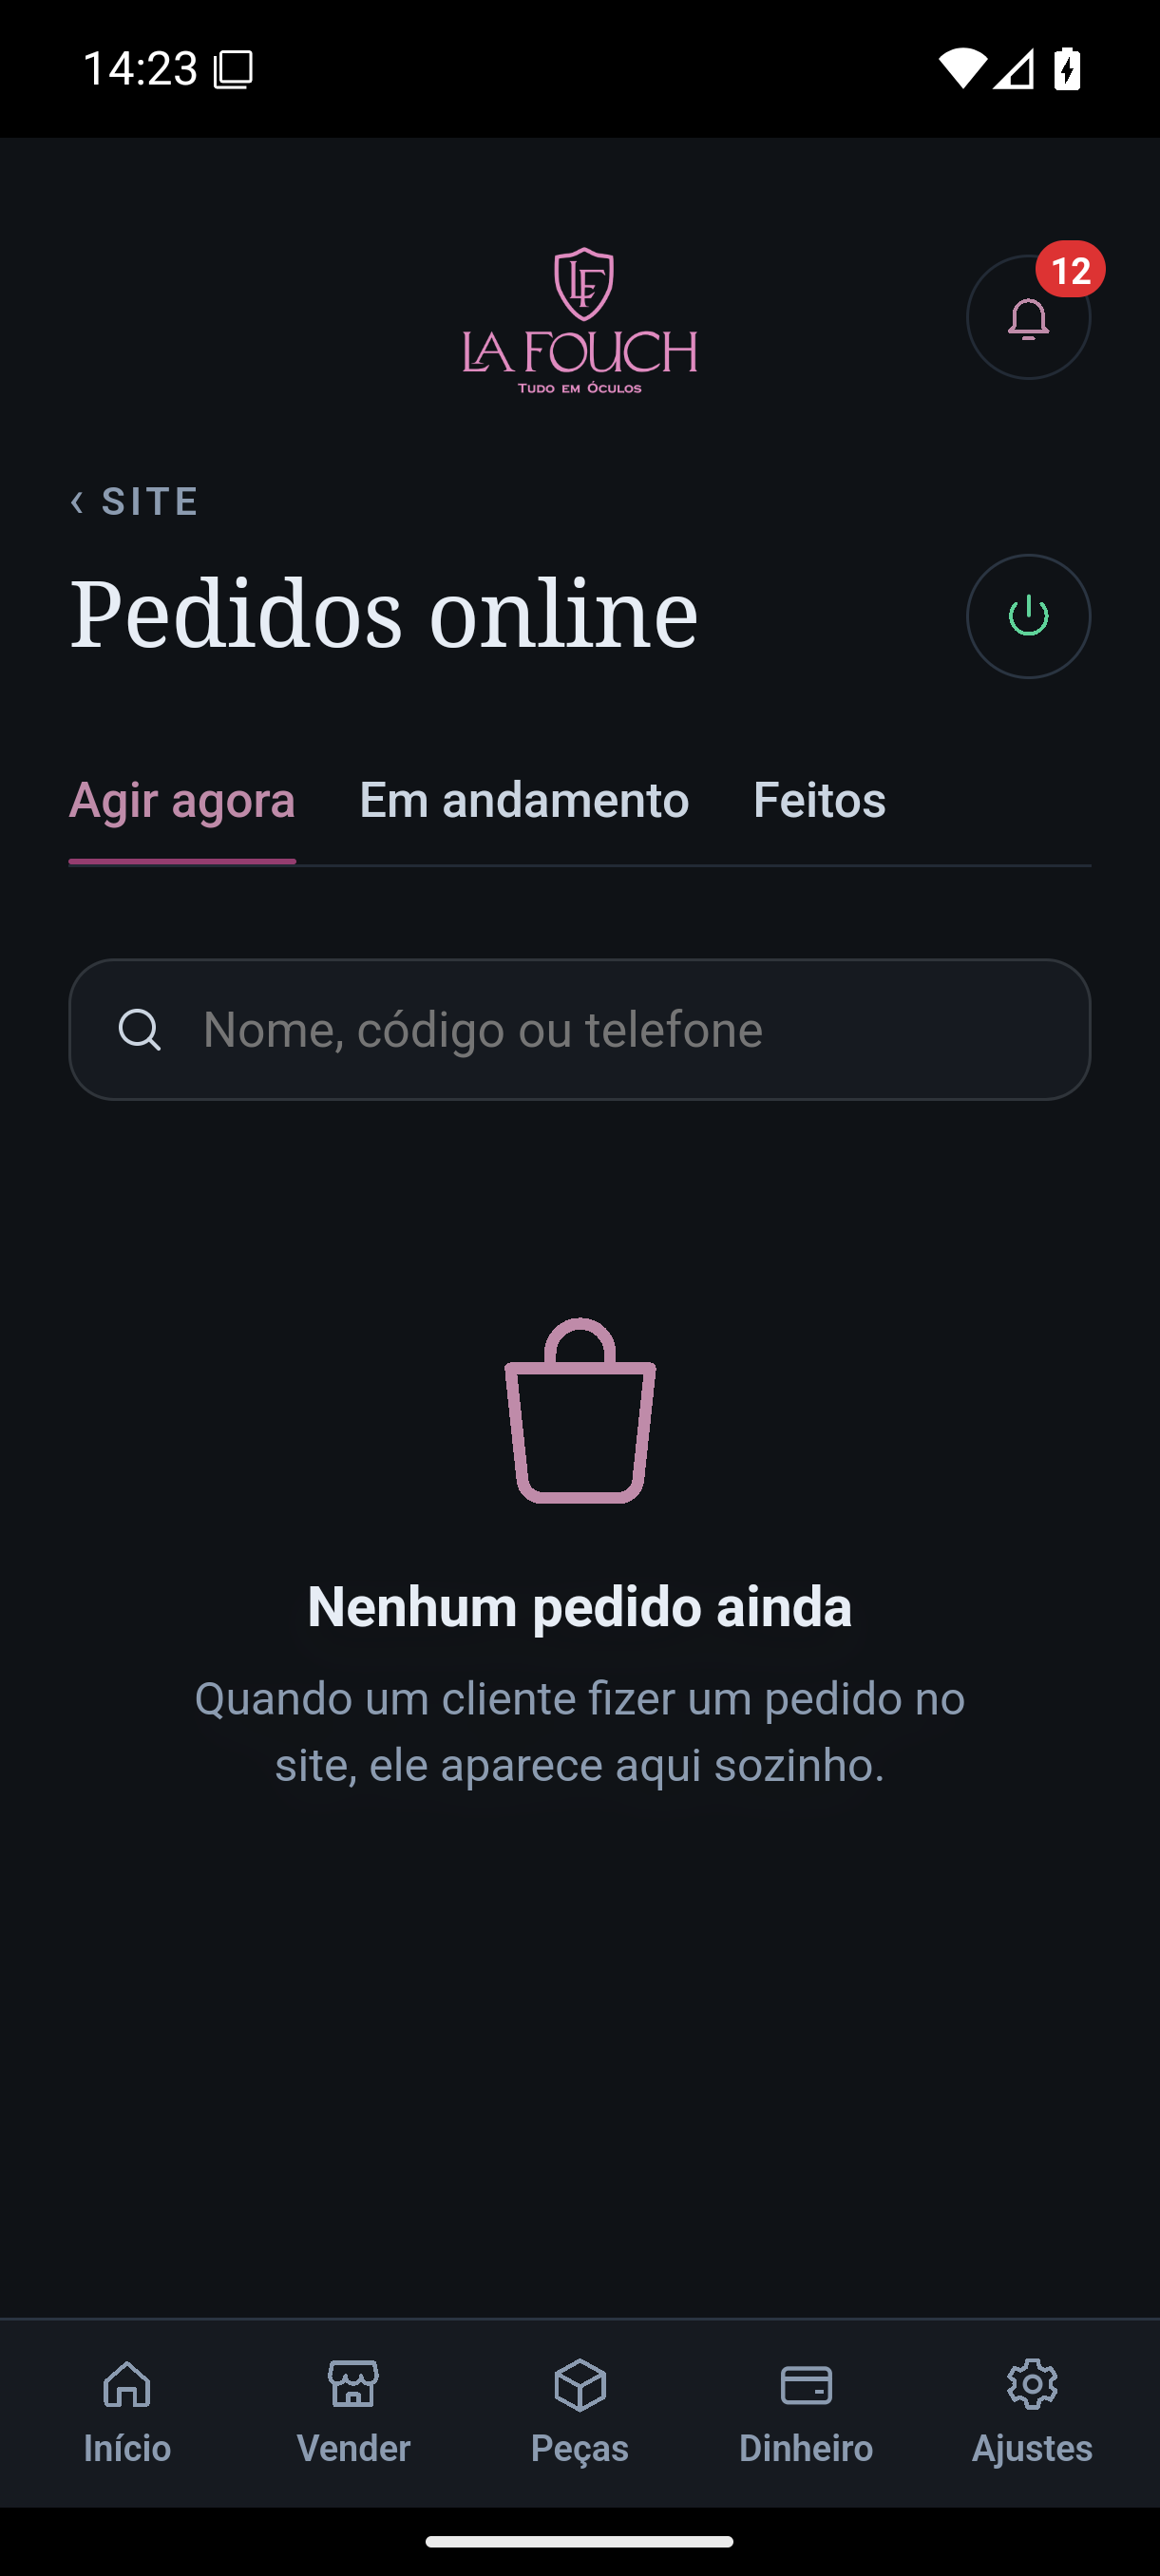 14:23
LF
LA FOUCH
TUDO EM ÓCULOS
12
‹ SITE
Pedidos online
Agir agora
Em andamento
Feitos
Nome, código ou telefone
Nenhum pedido ainda
Quando um cliente fizer um pedido no
site, ele aparece aqui sozinho.
Início
Vender
Peças
Dinheiro
Ajustes